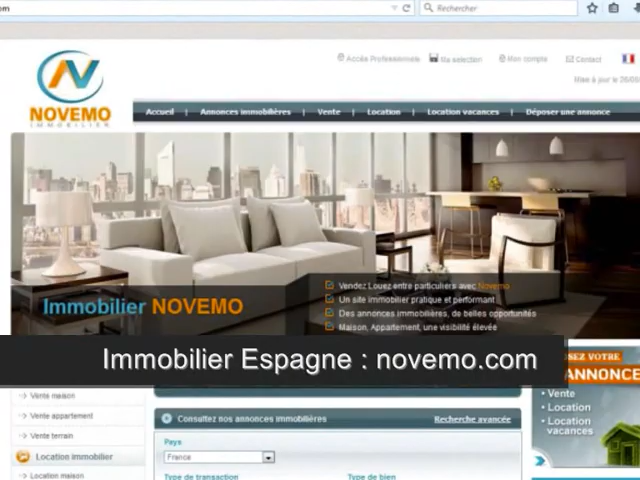 om
Rechercher
Accès Professionnels Ma selection Mon compte Contact
NOVEMO
IMMOBILIER
Accueil | Annonces immobilières | Vente | Location | Location vacances | Déposer une annonce
Immobilier NOVEMO
Vendez Louez entre particuliers avec Novemo
Un site immobilier pratique et performant
Des annonces immobilières, de belles opportunités
Maison, Appartement, une visibilité élevée
Immobilier Espagne : novemo.com
OSEZ VOTRE
ANNONCE
• Vente
• Location
• Location
vacances
Vente maison
Vente appartement
Vente terrain
Location immobilier
Location maison
Consultez nos annonces immobilières Recherche avancée
Pays
France
Type de transaction Type de bien